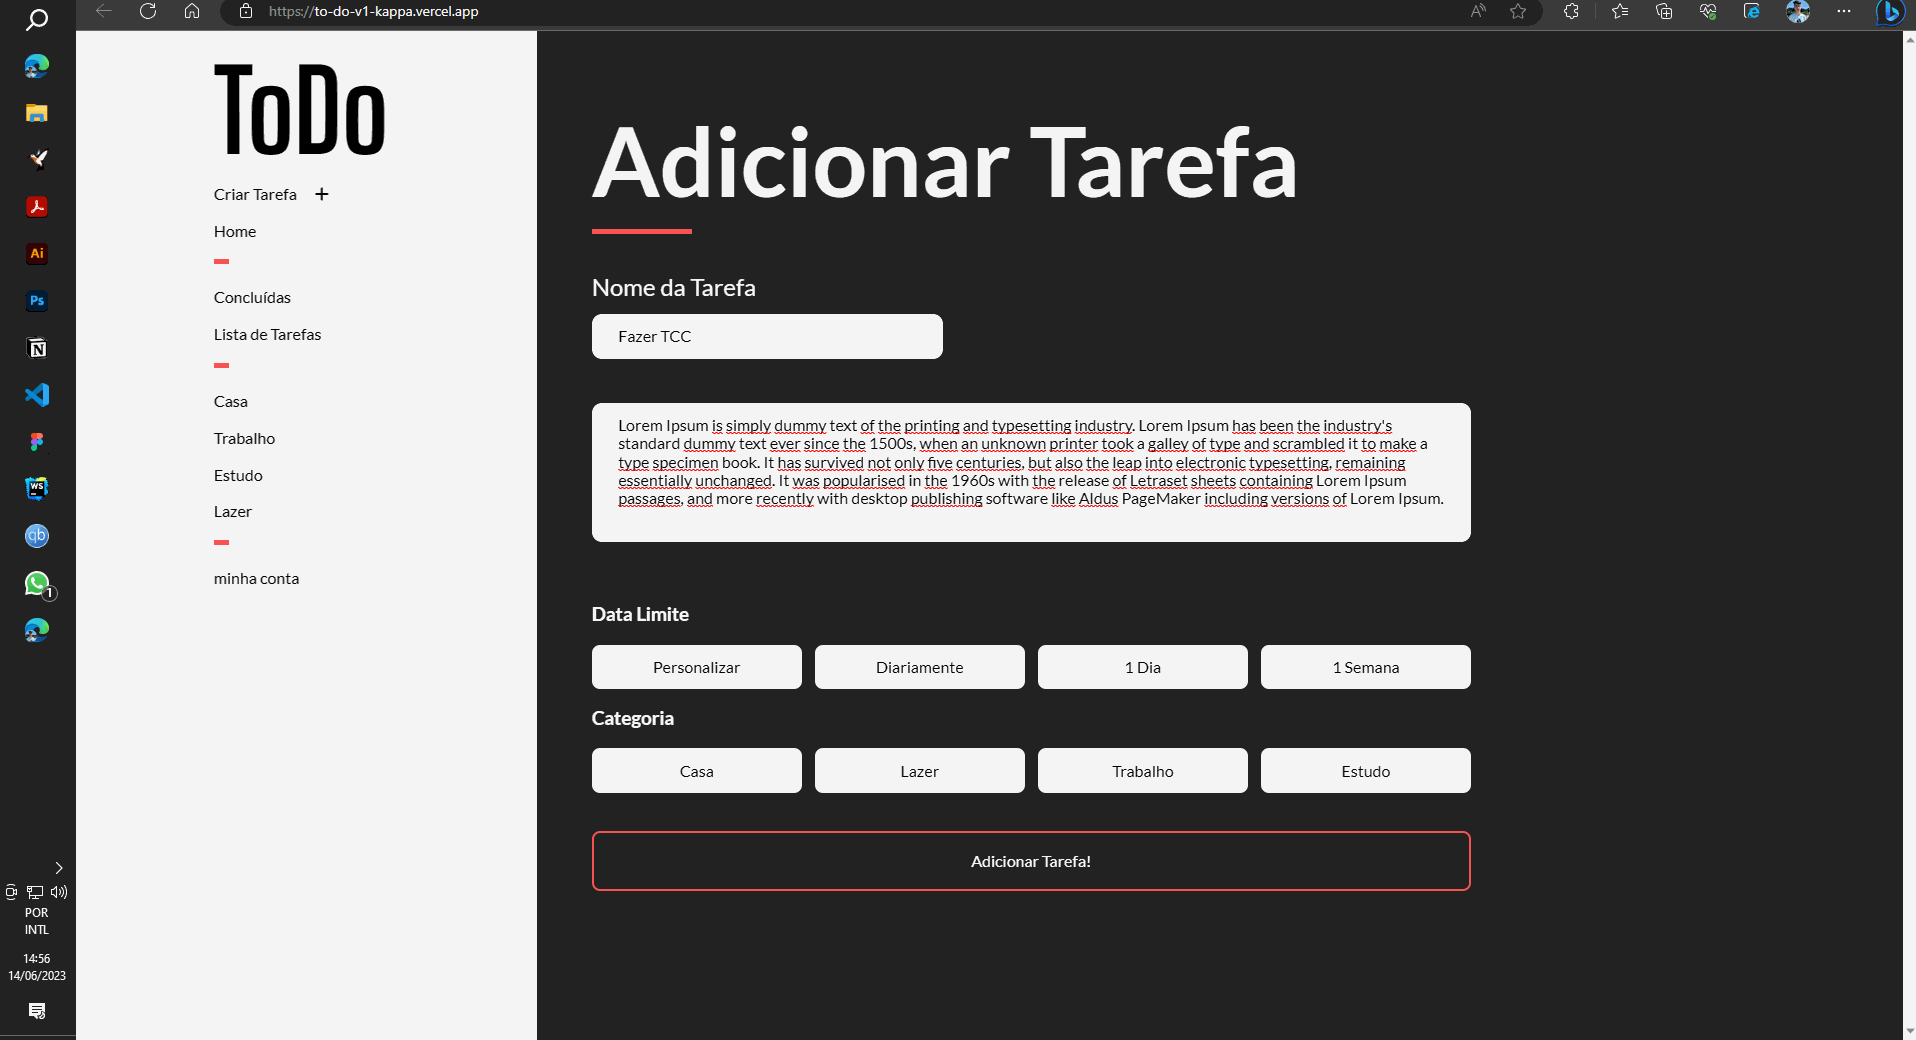 https://to-do-v1-kappa.vercel.app
ToDo
Criar Tarefa +
Home
Concluídas
Lista de Tarefas
Casa
Trabalho
Estudo
Lazer
minha conta
Adicionar Tarefa
Nome da Tarefa
Fazer TCC
Lorem Ipsum is simply dummy text of the printing and typesetting industry. Lorem Ipsum has been the industry's
standard dummy text ever since the 1500s, when an unknown printer took a galley of type and scrambled it to make a
type specimen book. It has survived not only five centuries, but also the leap into electronic typesetting, remaining
essentially unchanged. It was popularised in the 1960s with the release of Letraset sheets containing Lorem Ipsum
passages, and more recently with desktop publishing software like Aldus PageMaker including versions of Lorem Ipsum.
Data Limite
Personalizar Diariamente 1 Dia 1 Semana
Categoria
Casa Lazer Trabalho Estudo
Adicionar Tarefa!
Ai
Ps
N
WS
qb
1
POR
INTL
14:56
14/06/2023